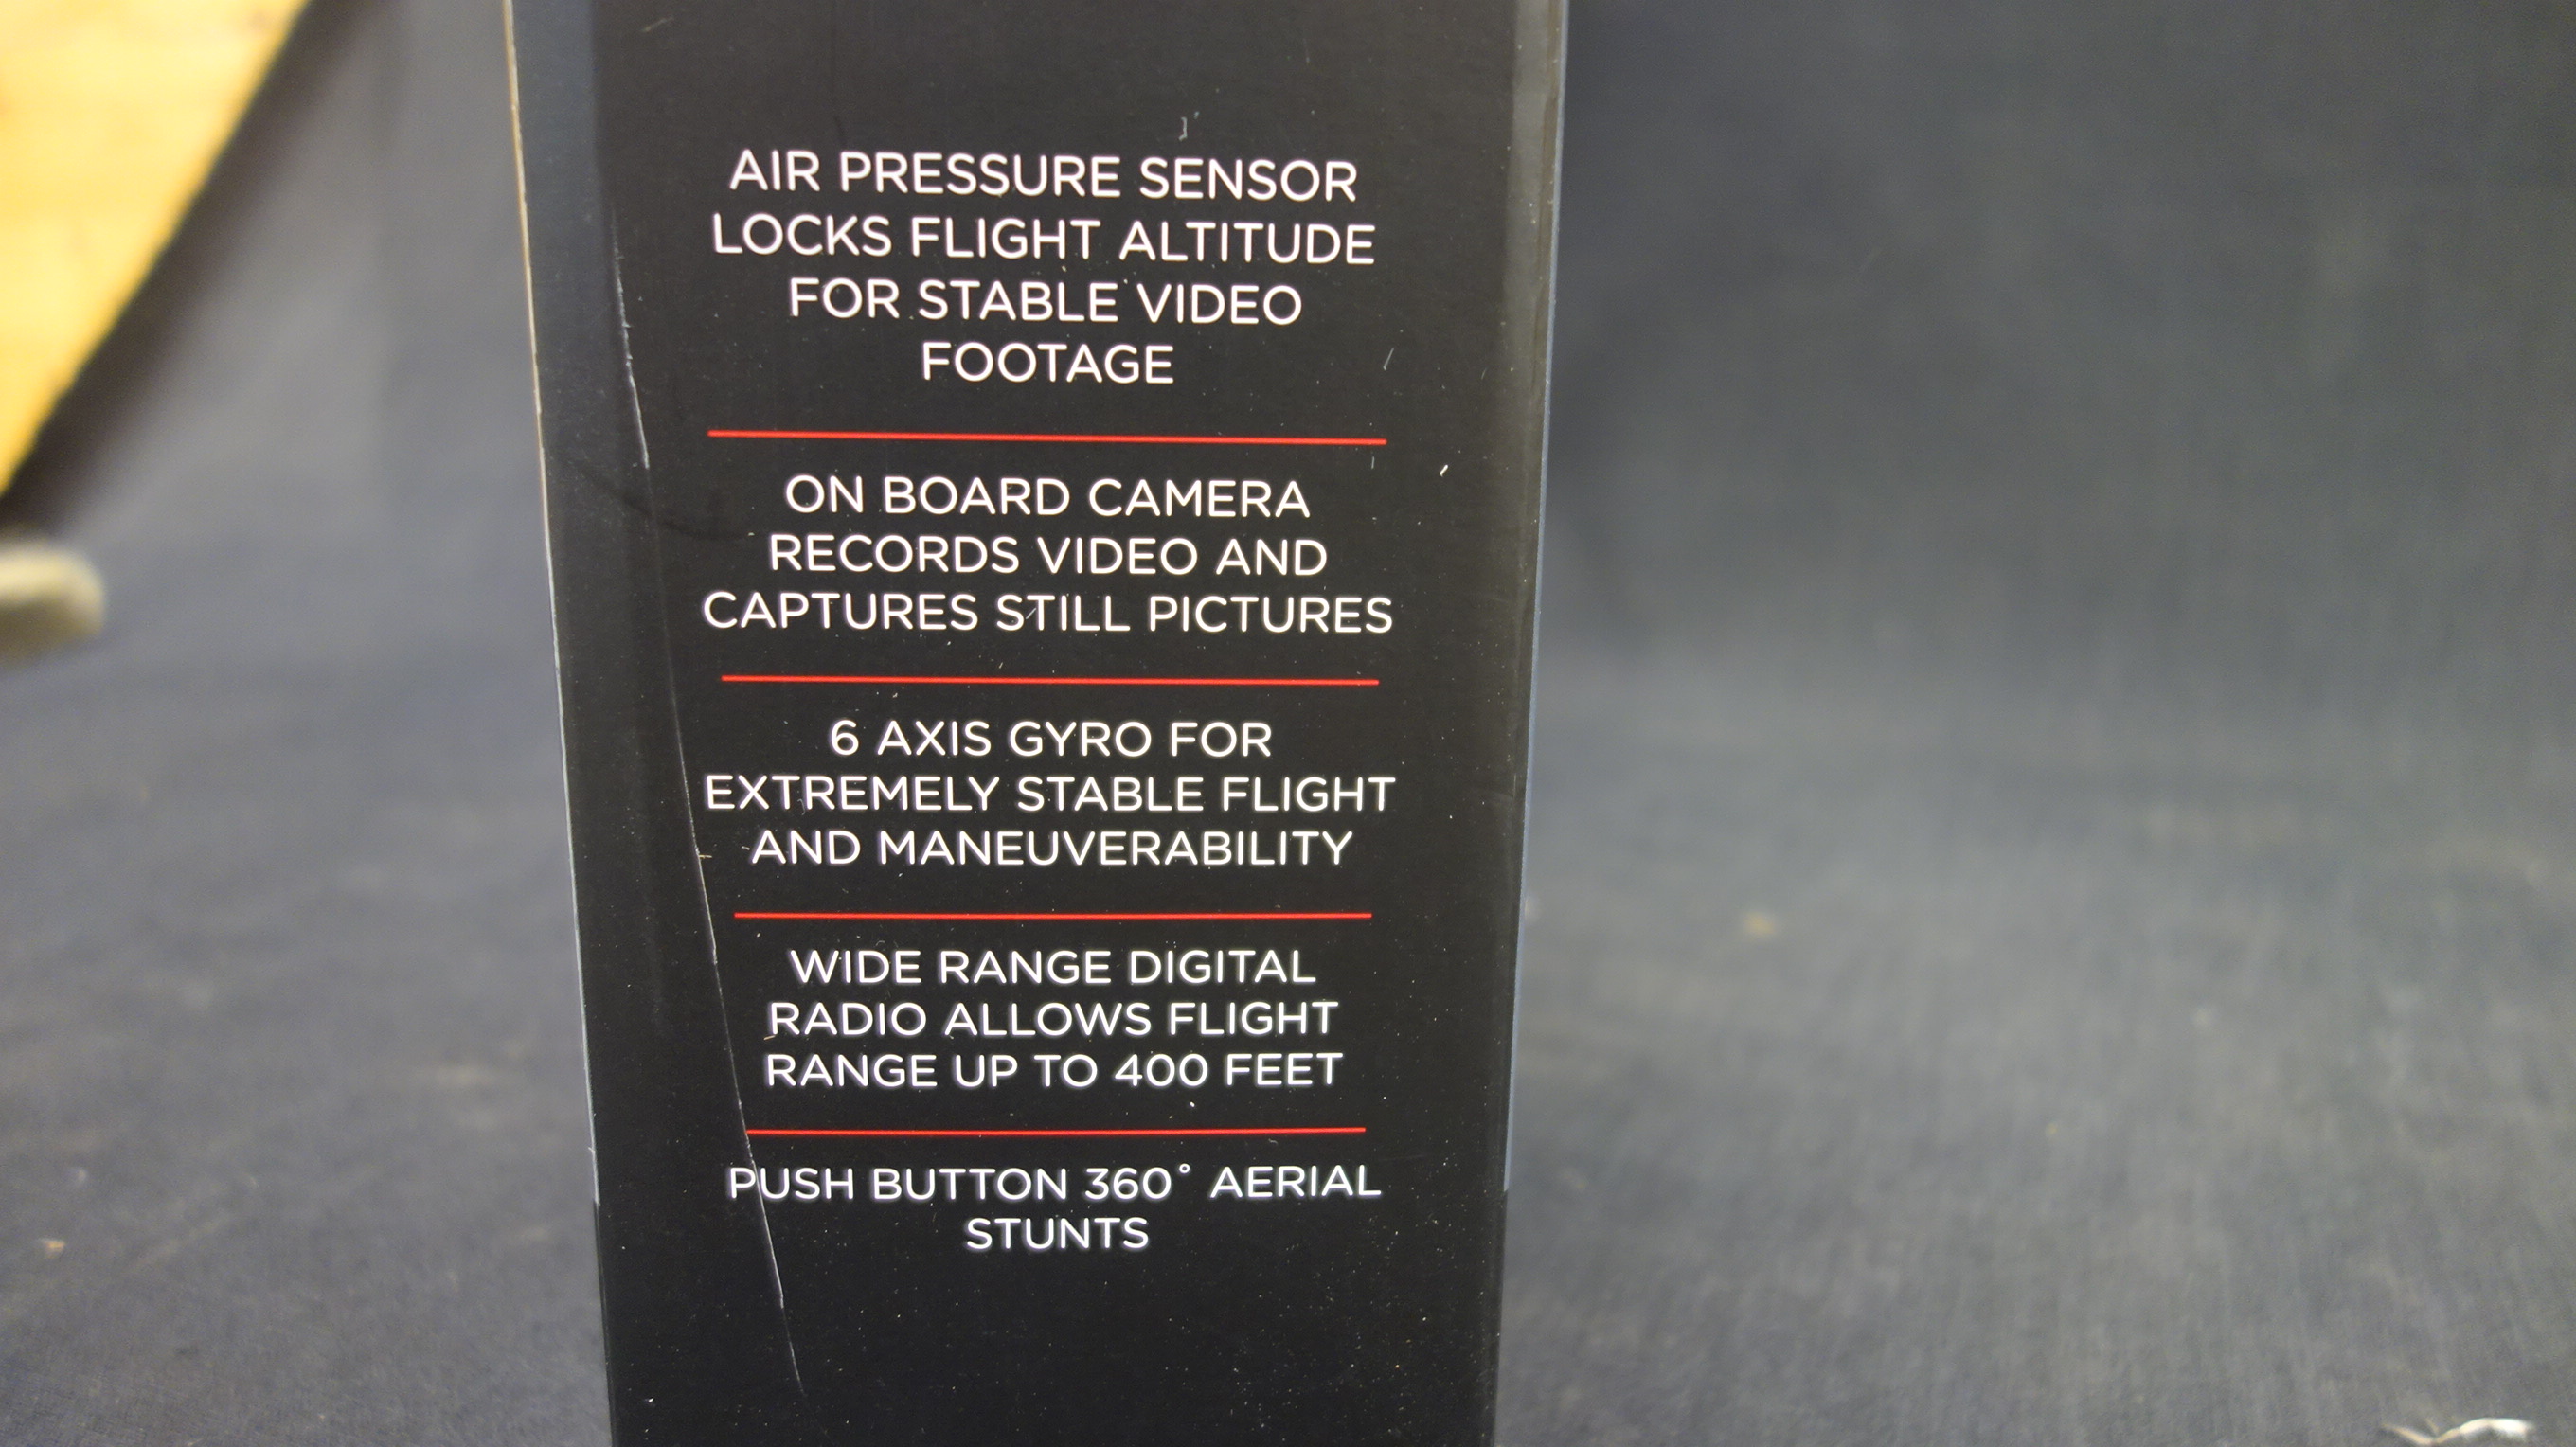 AIR PRESSURE SENSOR
LOCKS FLIGHT ALTITUDE
FOR STABLE VIDEO
FOOTAGE
ON BOARD CAMERA
RECORDS VIDEO AND
CAPTURES STILL PICTURES
6 AXIS GYRO FOR
EXTREMELY STABLE FLIGHT
AND MANEUVERABILITY
WIDE RANGE DIGITAL
RADIO ALLOWS FLIGHT
RANGE UP TO 400 FEET
PUSH BUTTON 360° AERIAL
STUNTS